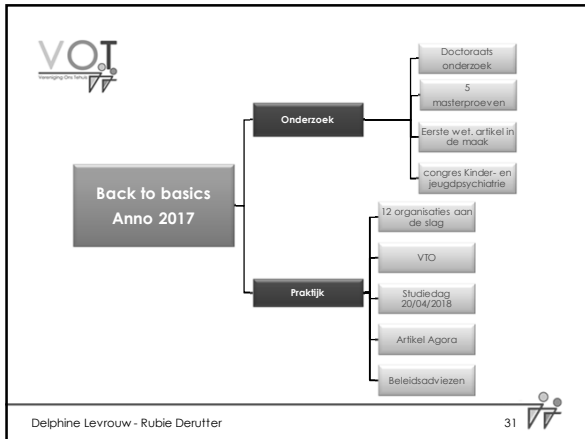 VOT
Vereniging Ons Tehuis
Doctoraats
onderzoek
5
masterproeven
Onderzoek
Eerste wet. artikel in
de maak
congres Kinder- en
jeugdpsychiatrie
Back to basics
Anno 2017
12 organisaties aan
de slag
VTO
Praktijk
Studiedag
20/04/2018
Artikel Agora
Beleidsadviezen
Delphine Levrouw - Rubie Derutter
31